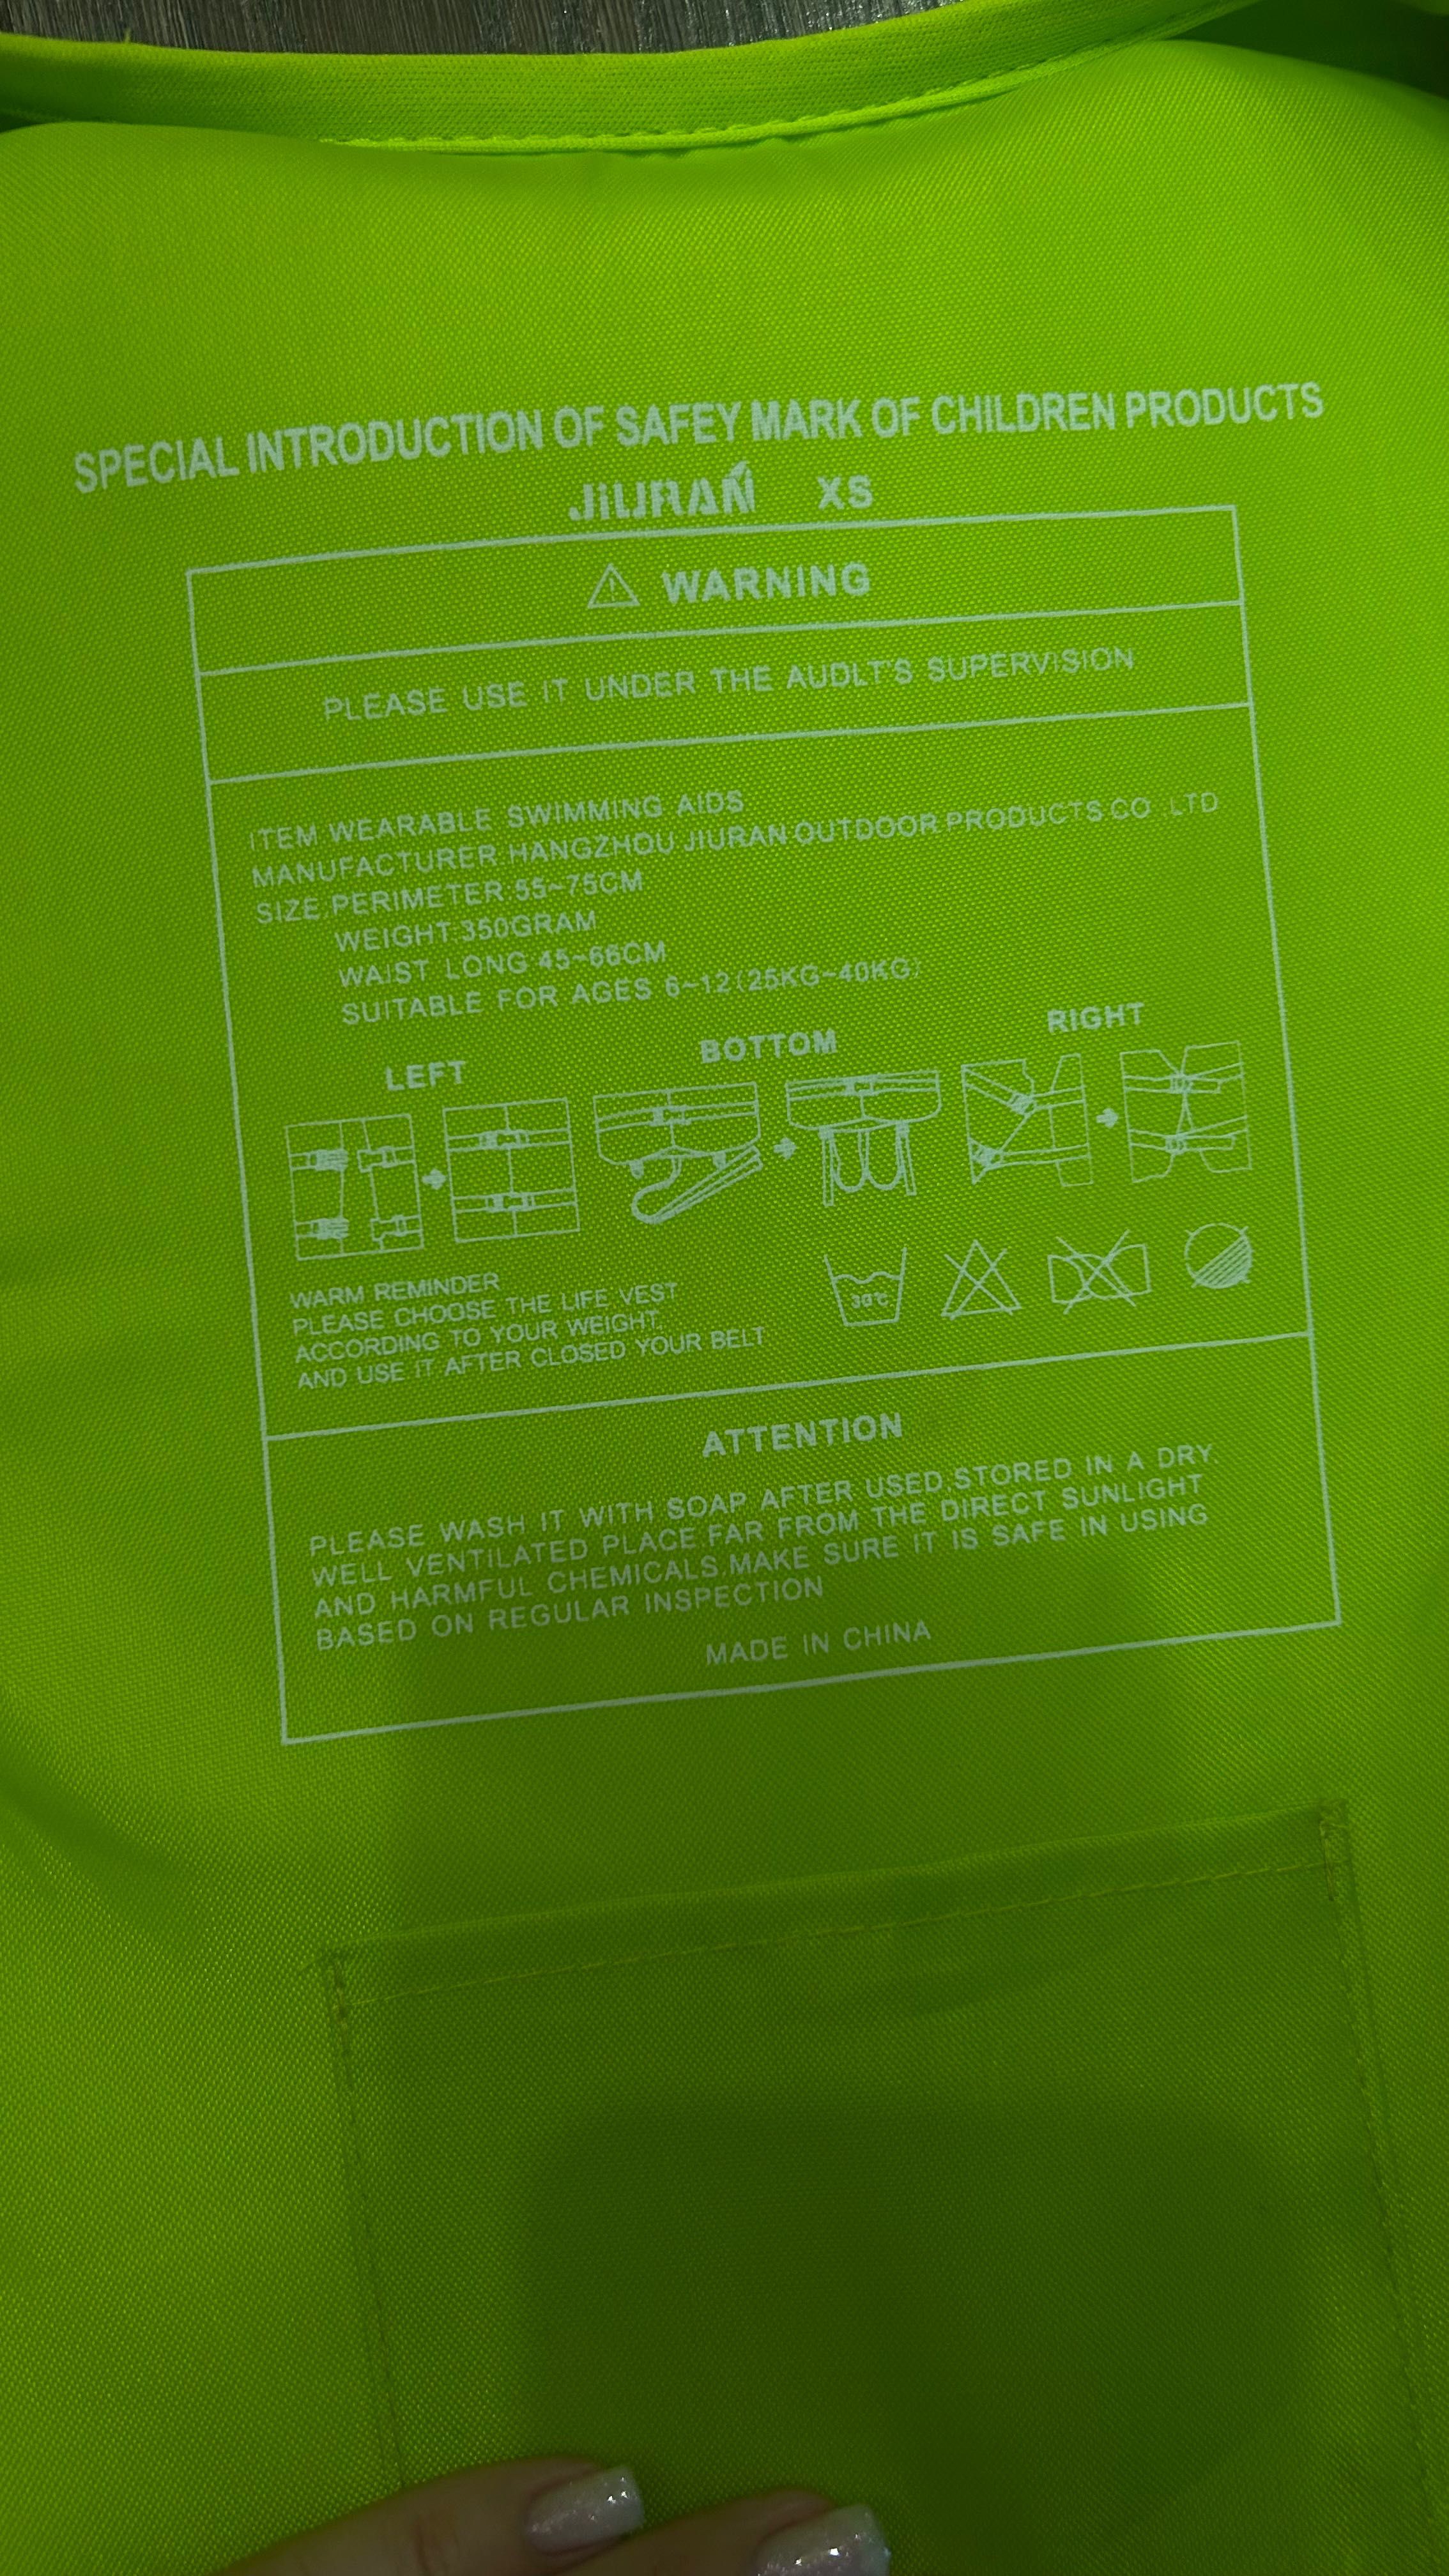 SPECIAL INTRODUCTION OF SAFEY MARK OF CHILDREN PRODUCTS
JiURAN XS
WARNING
PLEASE USE IT UNDER THE AUDLT'S SUPERVISION
ITEM WEARABLE SWIMMING AIDS
MANUFACTURER:HANGZHOU JIURAN OUTDOOR PRODUCTS CO .LTD
SIZE:PERIMETER:55~75CM
WEIGHT:350GRAM
WAIST LONG 45~66CM
SUITABLE FOR AGES 6~12(25KG~40KG)
LEFT BOTTOM RIGHT
30℃
WARM REMINDER
PLEASE CHOOSE THE LIFE VEST
ACCORDING TO YOUR WEIGHT,
AND USE IT AFTER CLOSED YOUR BELT
ATTENTION
PLEASE WASH IT WITH SOAP AFTER USED,STORED IN A DRY,
WELL VENTILATED PLACE,FAR FROM THE DIRECT SUNLIGHT
AND HARMFUL CHEMICALS,MAKE SURE IT IS SAFE IN USING
BASED ON REGULAR INSPECTION
MADE IN CHINA